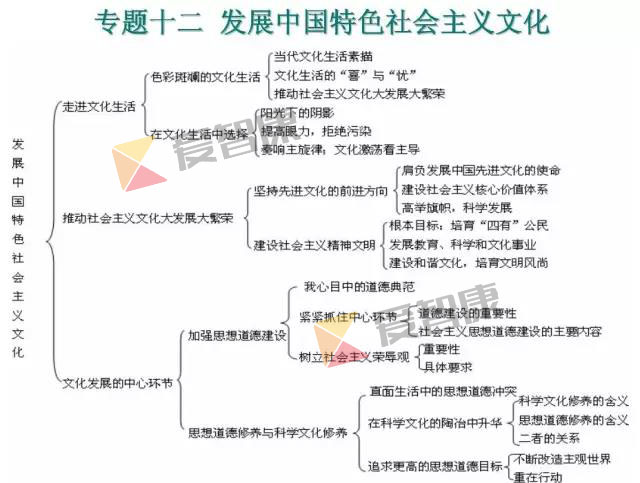 专题十二 发展中国特色社会主义文化
发展中国特色社会主义文化
走进文化生活
色彩斑斓的文化生活
当代文化生活素描
文化生活的“喜”与“忧”
推动社会主义文化大发展大繁荣
在文化生活中选择
阳光下的阴影
提高眼力，拒绝污染
奏响主旋律：文化激荡看主导
推动社会主义文化大发展大繁荣
坚持先进文化的前进方向
肩负发展中国先进文化的使命
建设社会主义核心价值体系
高举旗帜，科学发展
建设社会主义精神文明
根本目标：培育“四有”公民
发展教育、科学和文化事业
建设和谐文化，培育文明风尚
文化发展的中心环节
加强思想道德建设
我心目中的道德典范
紧紧抓住中心环节
道德建设的重要性
社会主义思想道德建设的主要内容
树立社会主义荣辱观
重要性
具体要求
思想道德修养与科学文化修养
直面生活中的思想道德冲突
在科学文化的陶冶中升华
科学文化修养的含义
思想道德修养的含义
二者的关系
追求更高的思想道德目标
不断改造主观世界
重在行动
爱智康
爱智康